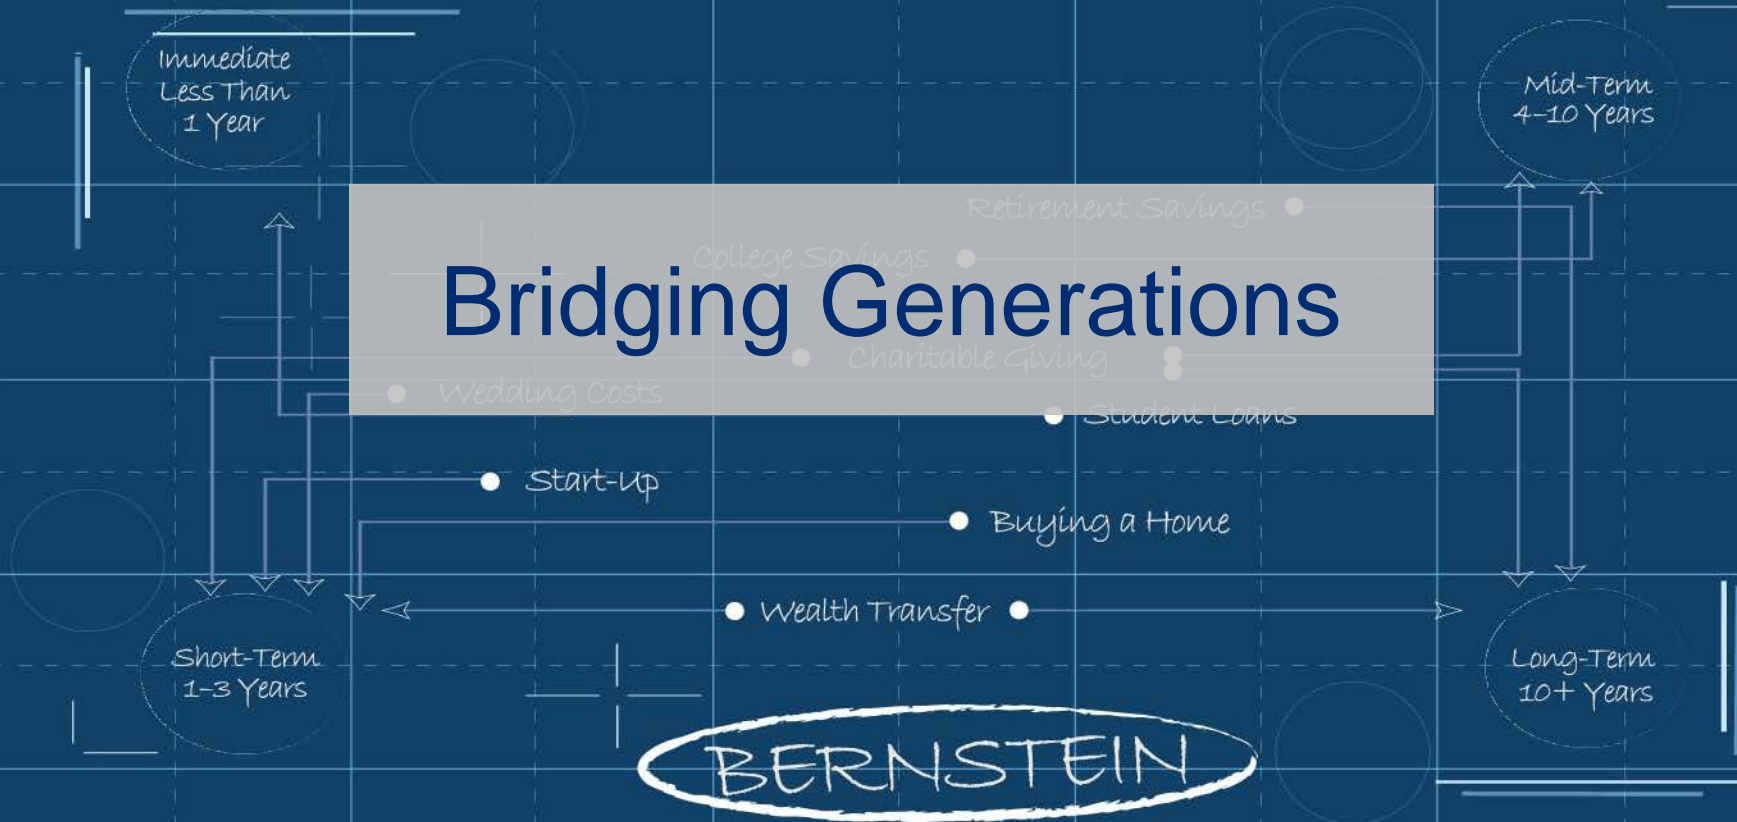 Immediate
Less Than
1 Year
Mid-Term
4–10 Years
Retirement Savings
College Savings
Bridging Generations
Charitable Giving
Wedding Costs
Student Loans
Start-Up
Buying a Home
Wealth Transfer
Short-Term
1–3 Years
Long-Term
10+ Years
BERNSTEIN